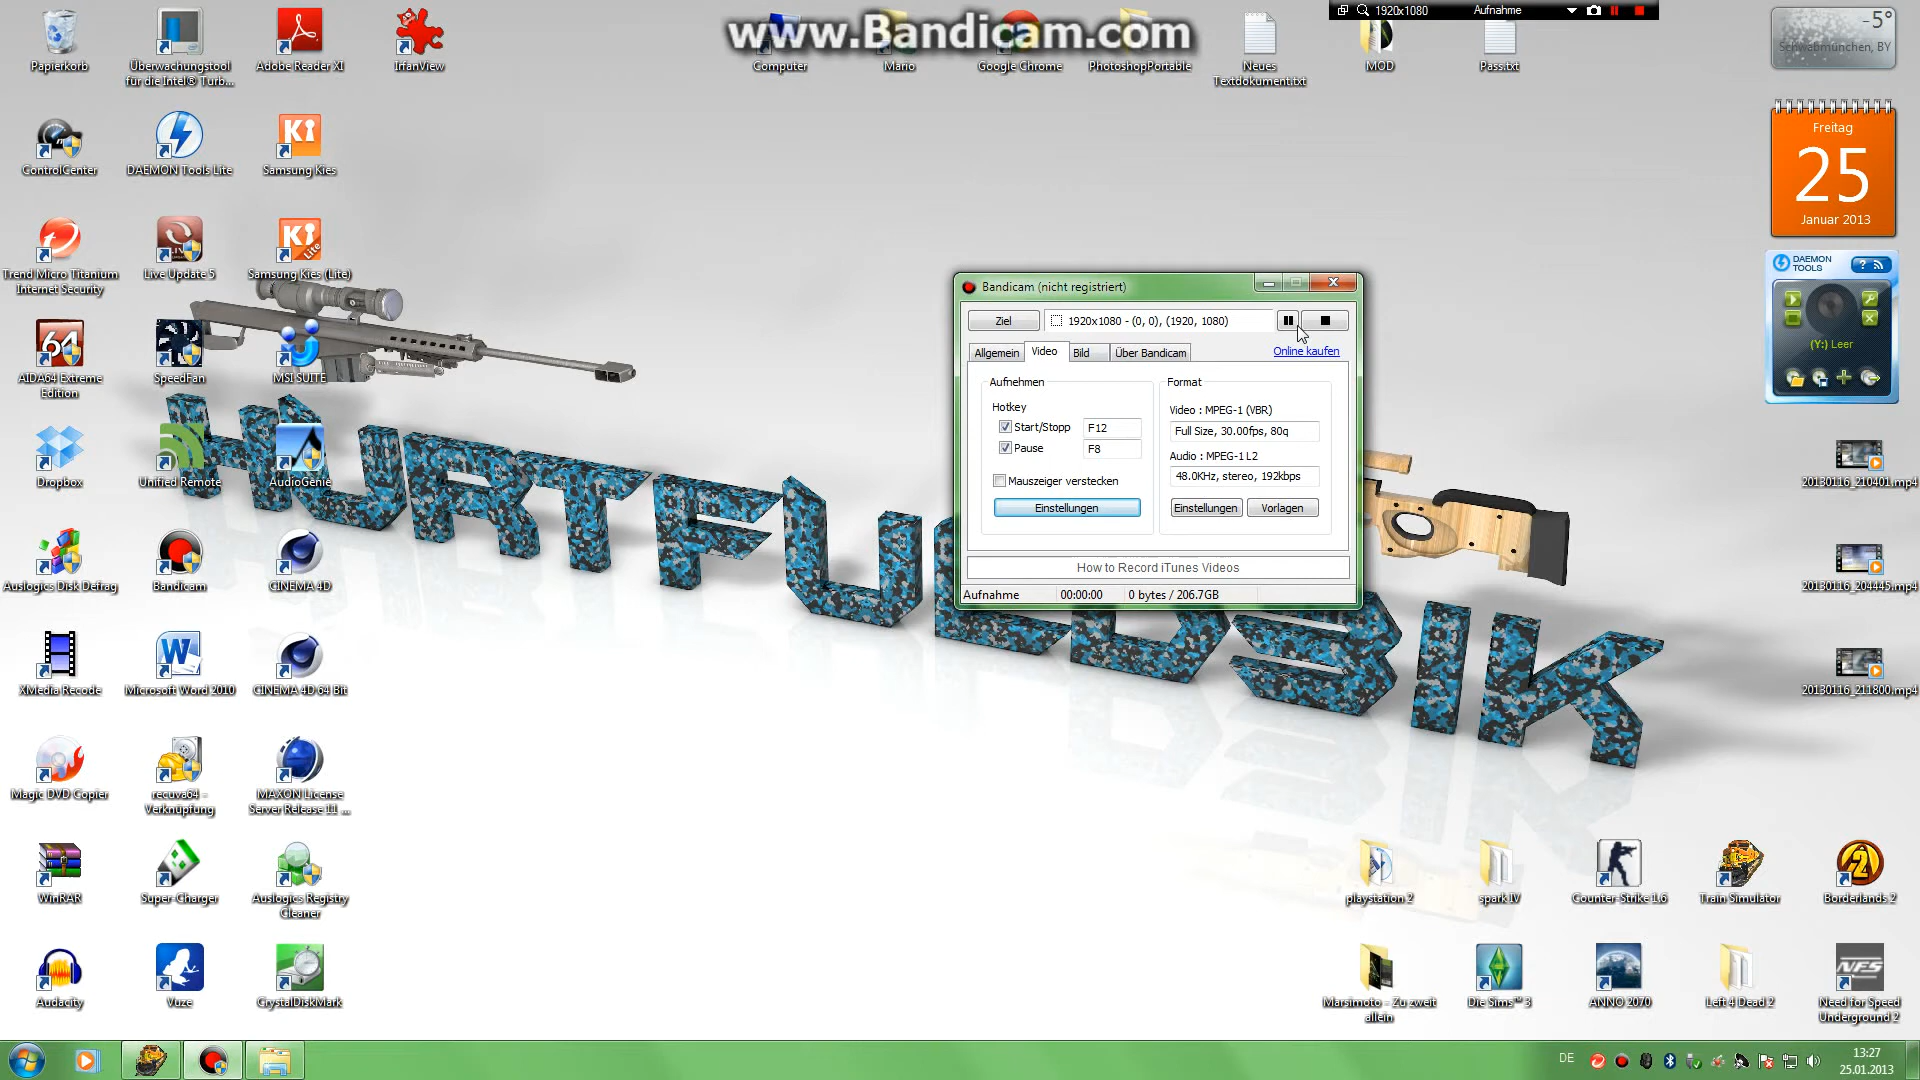 www.Bandicam.com
1920x1080
Aufnahme
-5°
Schwabmünchen, BY
Papierkorb
Überwachungstool
für die Intel® Turb...
Adobe Reader XI
IrfanView
Computer
Mario
Google Chrome
PhotoshopPortable
Neues
Textdokument.txt
MOD
Pass.txt
Freitag
25
Januar 2013
ControlCenter
DAEMON Tools Lite
Samsung Kies
Trend Micro Titanium
Internet Security
Live Update 5
Samsung Kies (Lite)
DAEMON
TOOLS
(Y:) Leer
Bandicam (nicht registriert)
Ziel
1920x1080 - (0, 0), (1920, 1080)
Allgemein
Video
Bild
Über Bandicam
Online kaufen
Aufnehmen
Hotkey
Start/Stopp
F12
Pause
F8
Mauszeiger verstecken
Einstellungen
Format
Video : MPEG-1 (VBR)
Full Size, 30.00fps, 80q
Audio : MPEG-1 L2
48.0KHz, stereo, 192kbps
Einstellungen
Vorlagen
How to Record iTunes Videos
Aufnahme
00:00:00
0 bytes / 206.7GB
64
AIDA64 Extreme
Edition
SpeedFan
MSI SUITE
Dropbox
Unified Remote
AudioGenie
20130116_210401.mp4
Auslogics Disk Defrag
Bandicam
CINEMA 4D
20130116_204445.mp4
XMedia Recode
Microsoft Word 2010
CINEMA 4D 64 Bit
20130116_211800.mp4
Magic DVD Copier
recuva64 -
Verknüpfung
MAXON License
Server Release 11 ...
WinRAR
Super-Charger
Auslogics Registry
Cleaner
playstation 2
spark IV
Counter-Strike 1.6
Train Simulator
Borderlands 2
Audacity
Vuze
CrystalDiskMark
Marsimoto - Zu zweit
allein
Die Sims™ 3
ANNO 2070
Left 4 Dead 2
NFS
Need for Speed
Underground 2
DE
13:27
25.01.2013